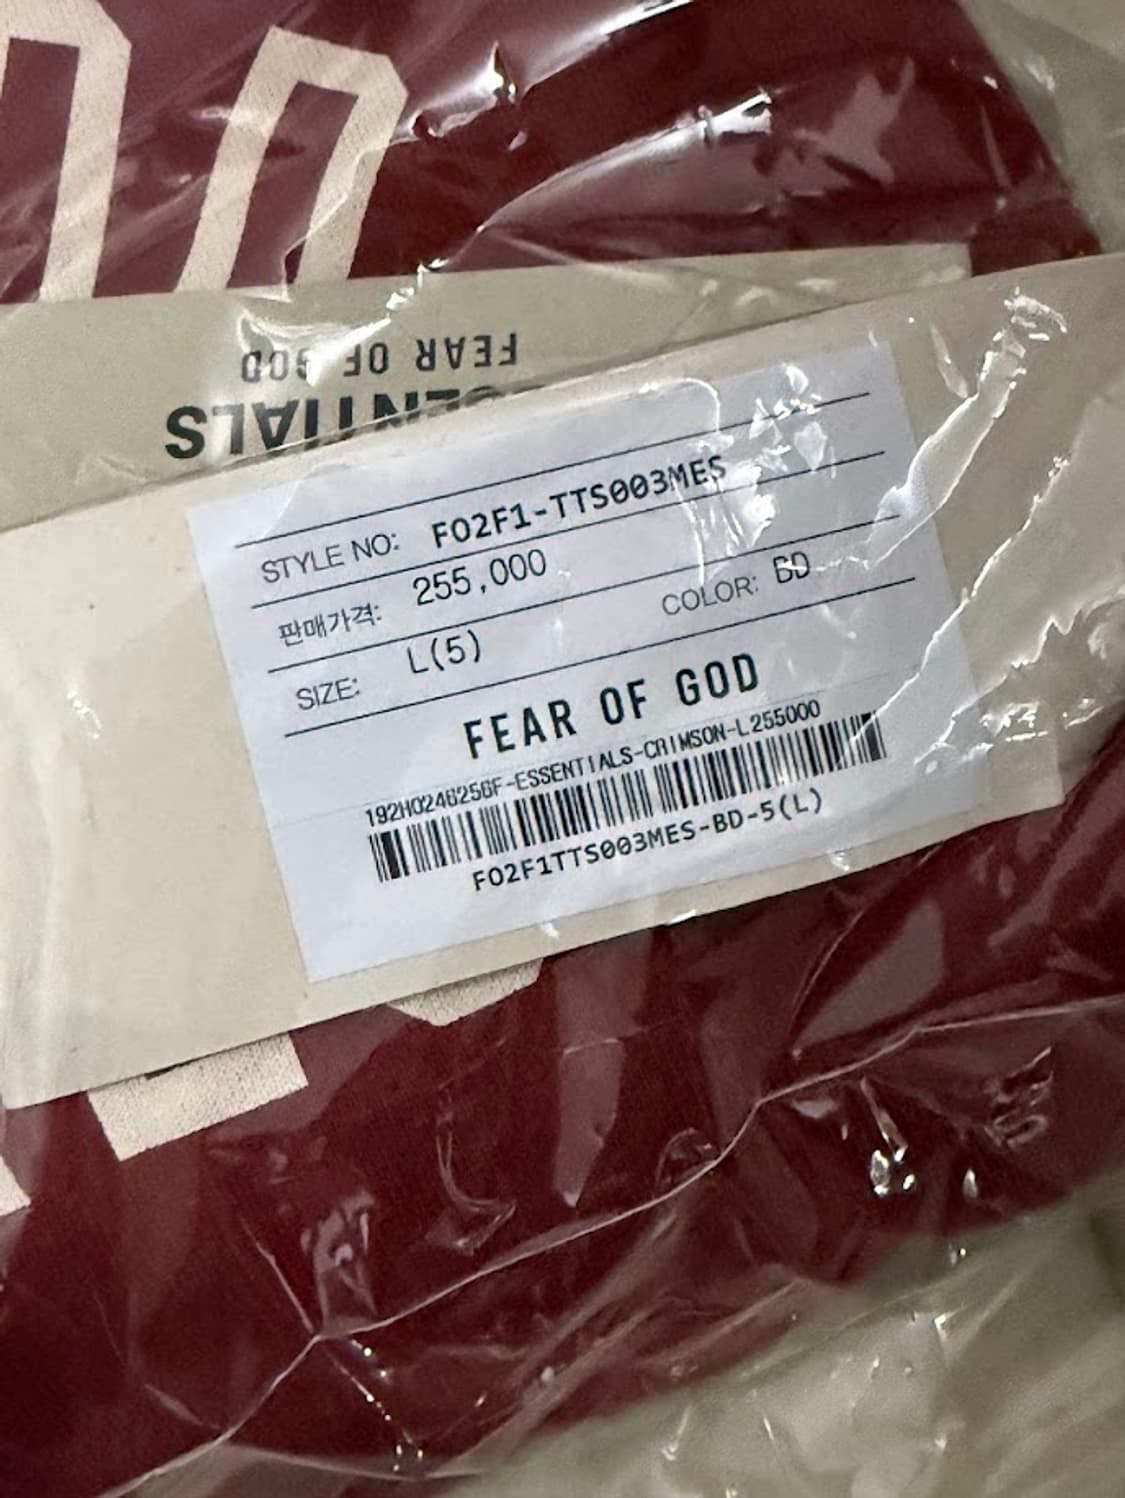 FEAR OF GOD
ESSENTIALS
STYLE NO: FO2F1-TTS003MES
판매가격: 255,000
SIZE: L(5) COLOR: BD
FEAR OF GOD
192HO246256F-ESSENTIALS-CRIMSON-L255000
FO2F1TTS003MES-BD-5(L)